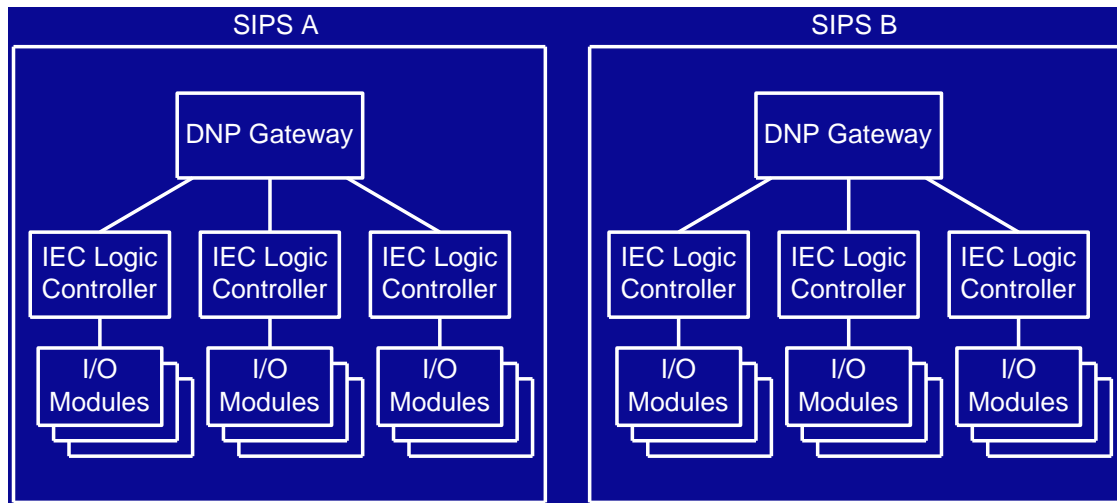 SIPS A
SIPS B
DNP Gateway
DNP Gateway
IEC Logic
Controller
IEC Logic
Controller
IEC Logic
Controller
IEC Logic
Controller
IEC Logic
Controller
IEC Logic
Controller
I/O
Modules
I/O
Modules
I/O
Modules
I/O
Modules
I/O
Modules
I/O
Modules